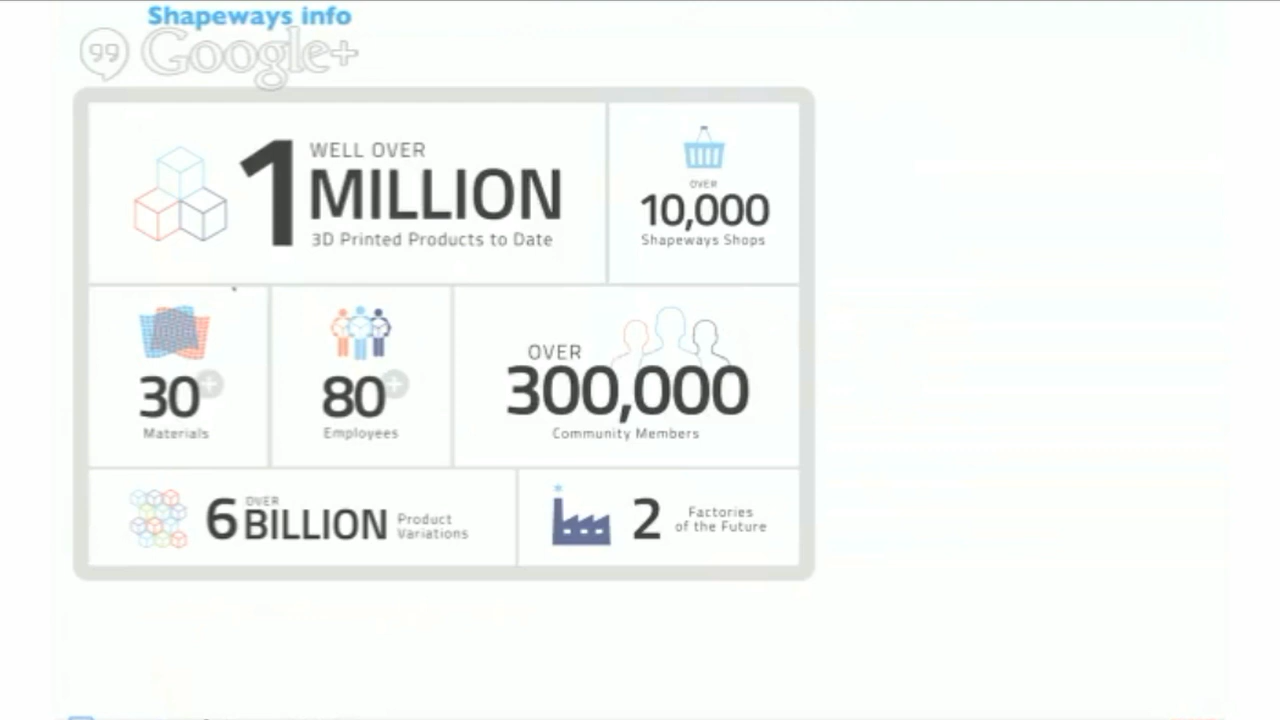 Shapeways info
Google+
1
WELL OVER
MILLION
3D Printed Products to Date
OVER
10,000
Shapeways Shops
30+
Materials
80+
Employees
OVER
300,000
Community Members
6 OVER BILLION
Product
Variations
2
Factories
of the Future